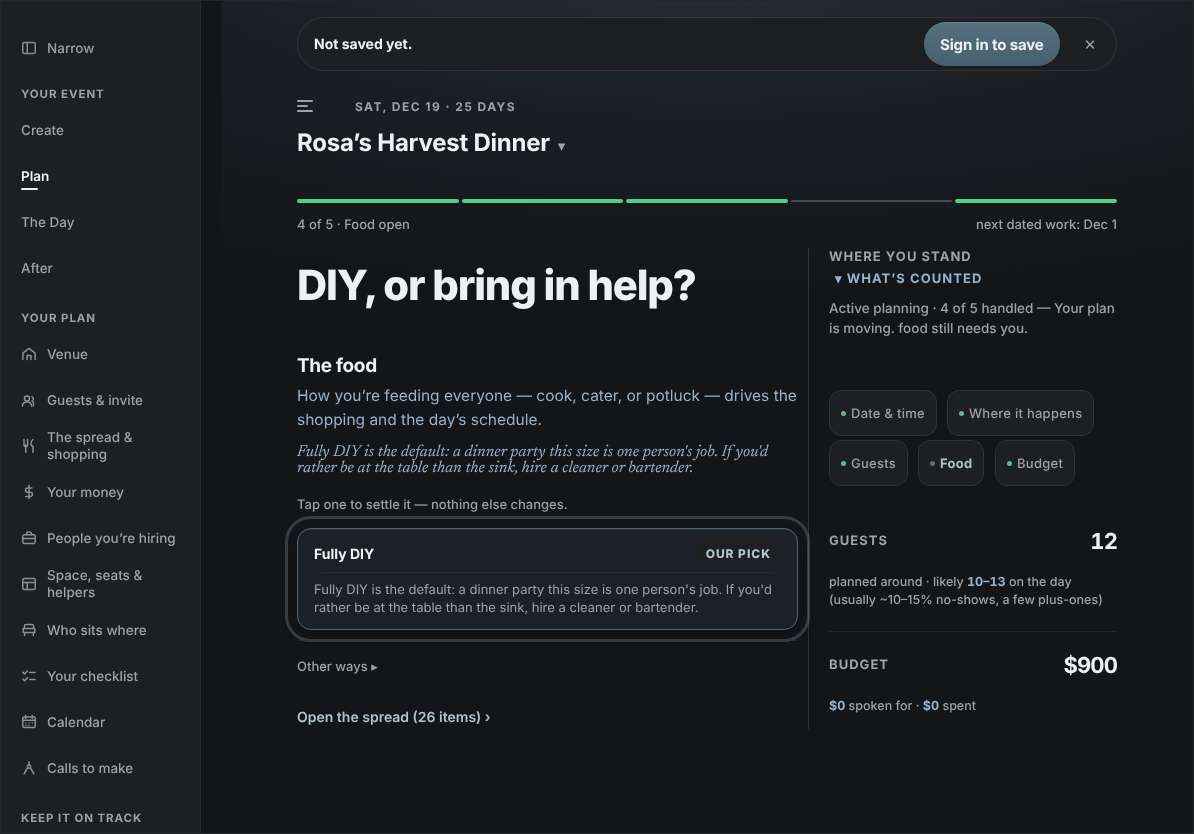 Narrow
YOUR EVENT
Create
Plan
The Day
After
YOUR PLAN
Venue
Guests & invite
The spread &
shopping
Your money
People you’re hiring
Space, seats &
helpers
Who sits where
Your checklist
Calendar
Calls to make
KEEP IT ON TRACK
Not saved yet.
Sign in to save
×
SAT, DEC 19 · 25 DAYS
Rosa’s Harvest Dinner ▾
4 of 5 · Food open
next dated work: Dec 1
DIY, or bring in help?
The food
How you’re feeding everyone — cook, cater, or potluck — drives the
shopping and the day’s schedule.
Fully DIY is the default: a dinner party this size is one person's job. If you'd
rather be at the table than the sink, hire a cleaner or bartender.
Tap one to settle it — nothing else changes.
Fully DIY
OUR PICK
Fully DIY is the default: a dinner party this size is one person's job. If you'd
rather be at the table than the sink, hire a cleaner or bartender.
Other ways ▸
Open the spread (26 items) ›
WHERE YOU STAND
▾ WHAT’S COUNTED
Active planning · 4 of 5 handled — Your plan
is moving. food still needs you.
Date & time
Where it happens
Guests
Food
Budget
GUESTS
12
planned around · likely 10–13 on the day
(usually ~10–15% no-shows, a few plus-ones)
BUDGET
$900
$0 spoken for · $0 spent